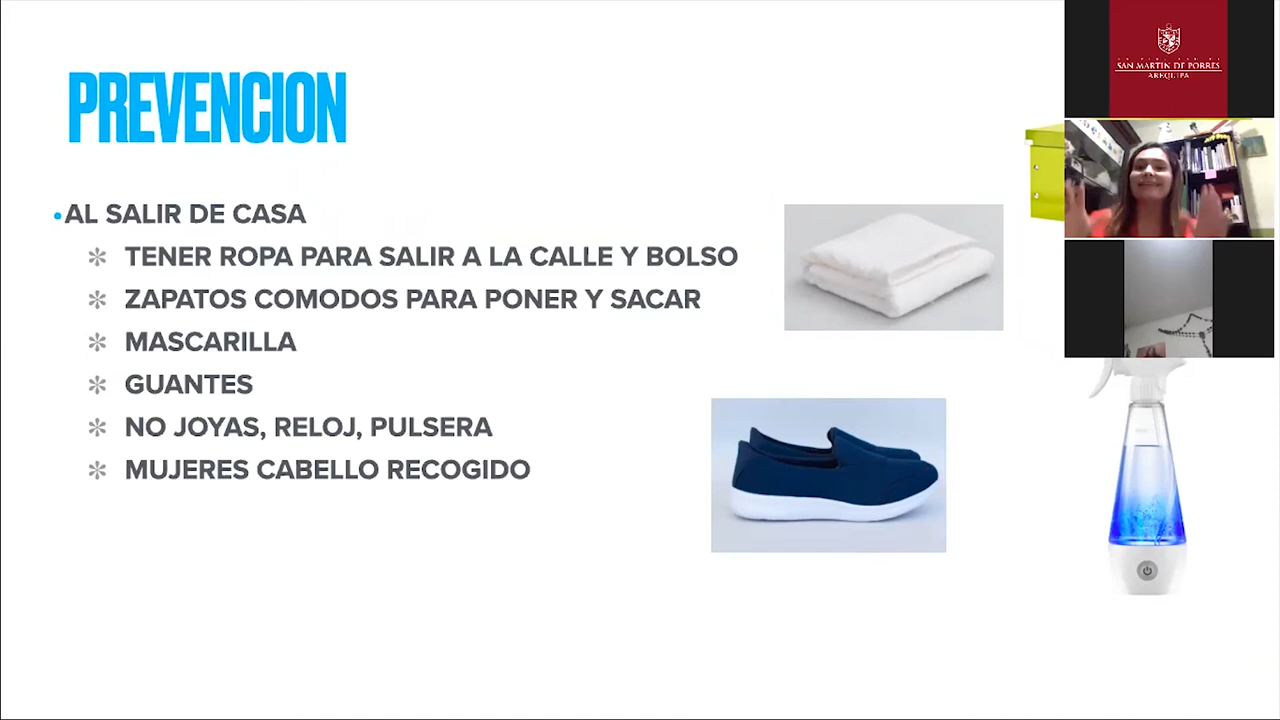 PREVENCION
•AL SALIR DE CASA
✻ TENER ROPA PARA SALIR A LA CALLE Y BOLSO
✻ ZAPATOS COMODOS PARA PONER Y SACAR
✻ MASCARILLA
✻ GUANTES
✻ NO JOYAS, RELOJ, PULSERA
✻ MUJERES CABELLO RECOGIDO
SAN MARTIN DE PORRES
AREQUIPA